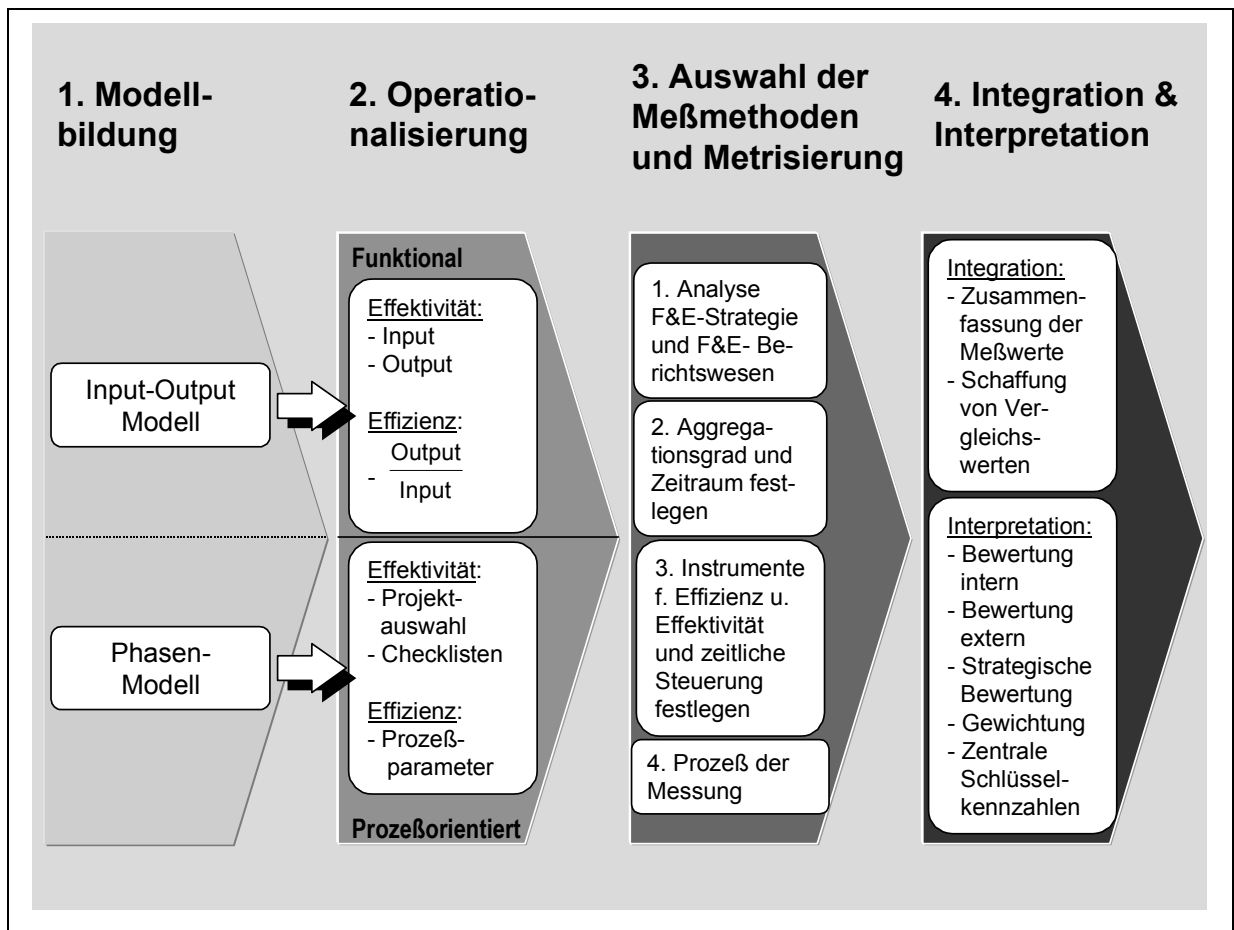 1. Modell-
bildung
2. Operatio-
nalisierung
3. Auswahl der
Meßmethoden
und Metrisierung
4. Integration &
Interpretation
Input-Output
Modell
Phasen-
Modell
Funktional
Effektivität:
- Input
- Output
Effizienz:
- Output
Input
Effektivität:
- Projekt-
auswahl
- Checklisten
Effizienz:
- Prozeß-
parameter
Prozeßorientiert
1. Analyse
F&E-Strategie
und F&E- Be-
richtswesen
2. Aggrega-
tionsgrad und
Zeitraum fest-
legen
3. Instrumente
f. Effizienz u.
Effektivität
und zeitliche
Steuerung
festlegen
4. Prozeß der
Messung
Integration:
- Zusammen-
fassung der
Meßwerte
- Schaffung
von Ver-
gleichs-
werten
Interpretation:
- Bewertung
intern
- Bewertung
extern
- Strategische
Bewertung
- Gewichtung
- Zentrale
Schlüssel-
kennzahlen